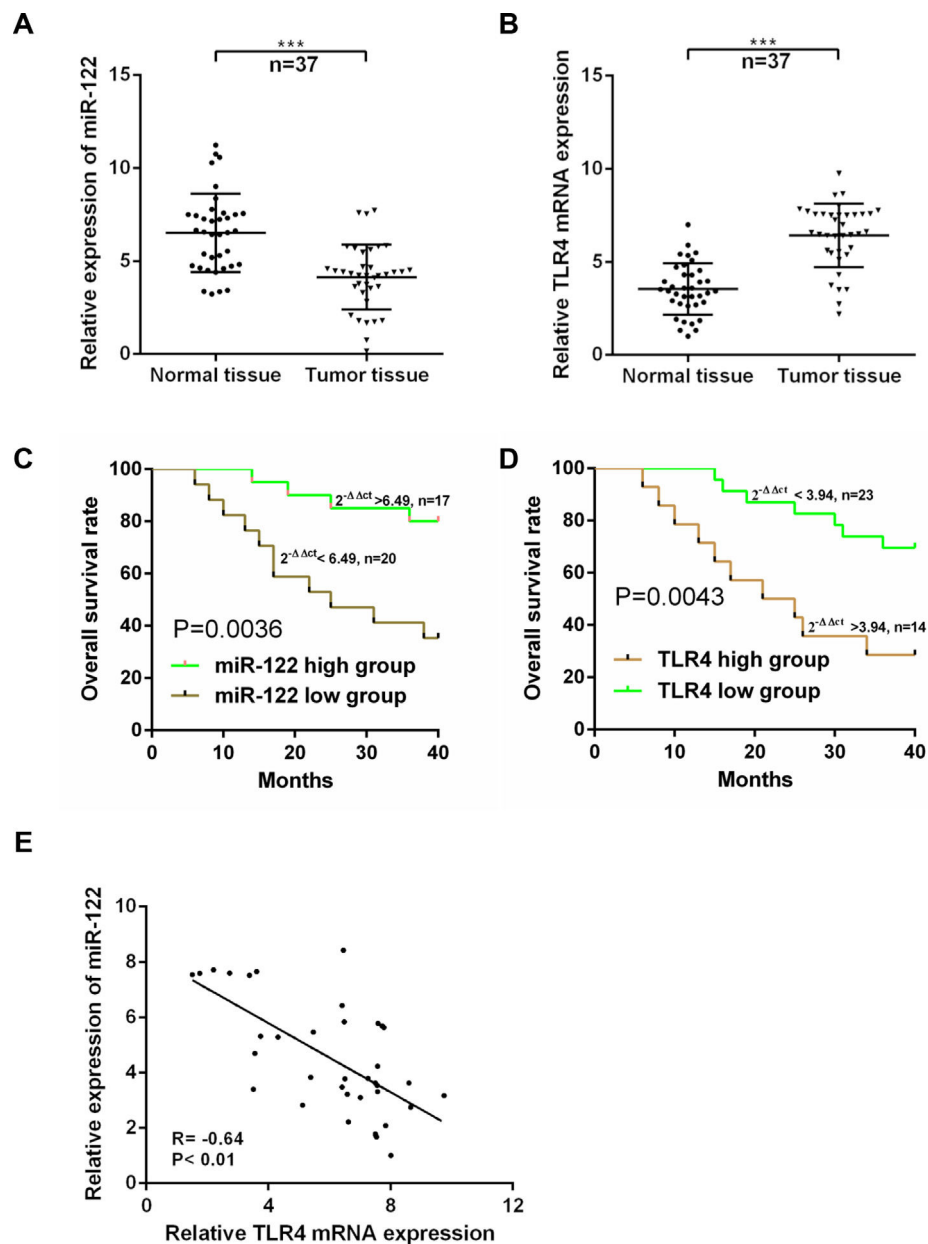 A
***
n=37
Relative expression of miR-122
15
10
5
0
Normal tissue
Tumor tissue
B
***
n=37
Relative TLR4 mRNA expression
15
10
5
0
Normal tissue
Tumor tissue
C
Overall survival rate
100
80
60
40
20
0
2^-ΔΔct >6.49, n=17
2^-ΔΔct < 6.49, n=20
P=0.0036
miR-122 high group
miR-122 low group
0 10 20 30 40
Months
D
Overall survival rate
100
80
60
40
20
0
2^-ΔΔct < 3.94, n=23
P=0.0043
2^-ΔΔct >3.94, n=14
TLR4 high group
TLR4 low group
0 10 20 30 40
Months
E
Relative expression of miR-122
10
8
6
4
2
0
R= -0.64
P< 0.01
0 4 8 12
Relative TLR4 mRNA expression